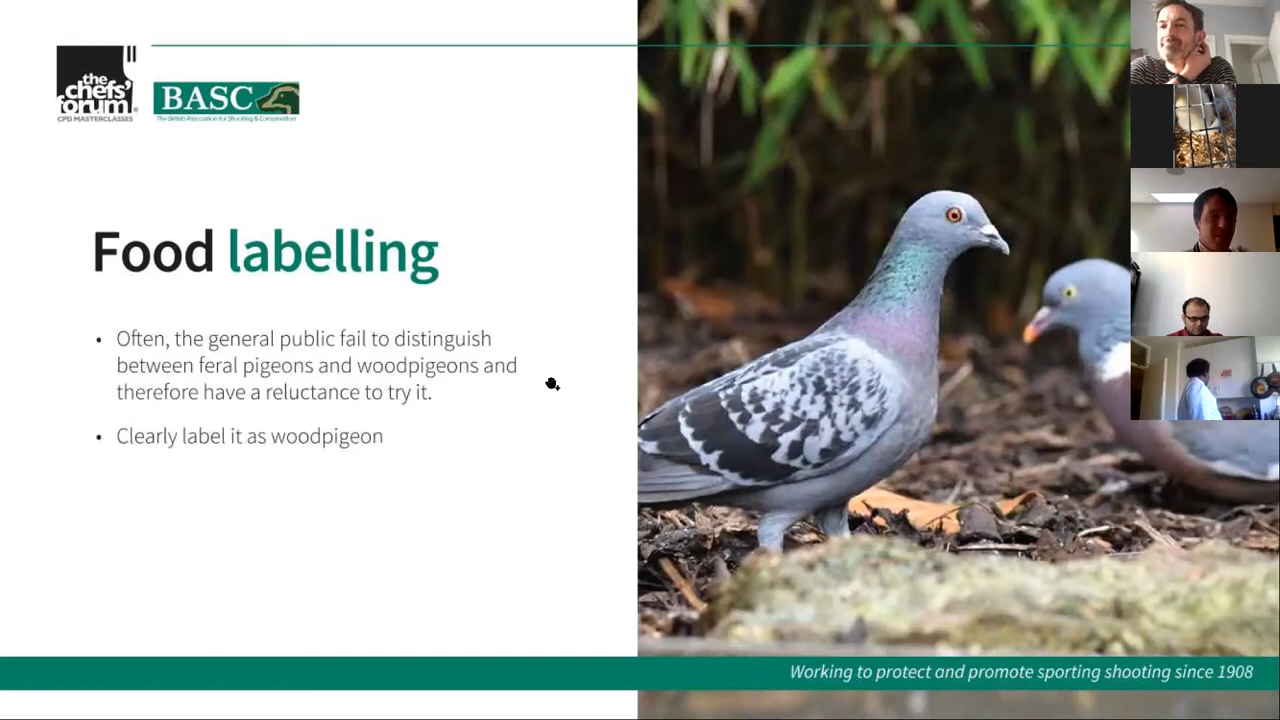 the
chefs'
forum
CPD MASTERCLASSES
BASC
The British Association for Shooting & Conservation
Food labelling
• Often, the general public fail to distinguish
between feral pigeons and woodpigeons and
therefore have a reluctance to try it.
• Clearly label it as woodpigeon
Working to protect and promote sporting shooting since 1908